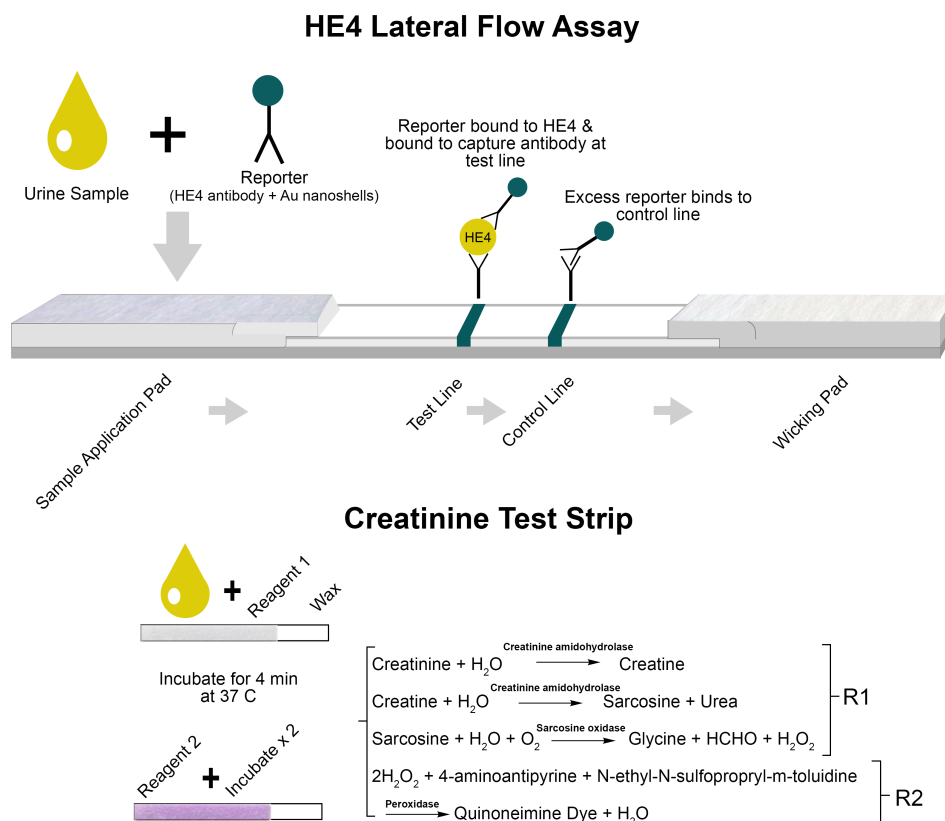 HE4 Lateral Flow Assay
Urine Sample
+
Reporter
(HE4 antibody + Au nanoshells)
Reporter bound to HE4 &
bound to capture antibody at
test line
Excess reporter binds to
control line
HE4
Sample Application Pad
Test Line
Control Line
Wicking Pad
Creatinine Test Strip
+
Reagent 1
Wax
Incubate for 4 min
at 37 C
Reagent 2
+
Incubate x 2
Creatinine + H₂O Creatinine amidohydrolase Creatine
Creatine + H₂O Creatinine amidohydrolase Sarcosine + Urea
Sarcosine + H₂O + O₂ Sarcosine oxidase Glycine + HCHO + H₂O₂
R1
2H₂O₂ + 4-aminoantipyrine + N-ethyl-N-sulfopropryl-m-toluidine
Peroxidase Quinoneimine Dye + H₂O
R2